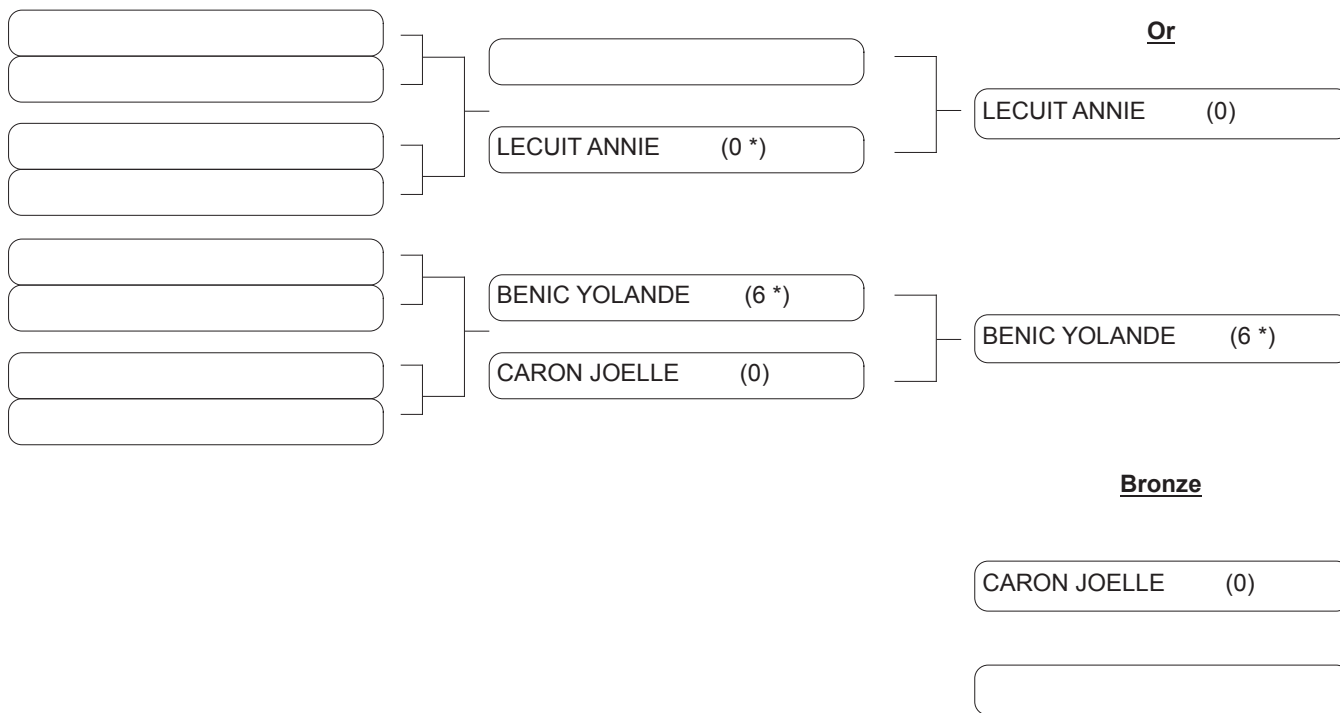 Or
LECUIT ANNIE (0)
LECUIT ANNIE (0 *)
BENIC YOLANDE (6 *)
BENIC YOLANDE (6 *)
CARON JOELLE (0)
Bronze
CARON JOELLE (0)